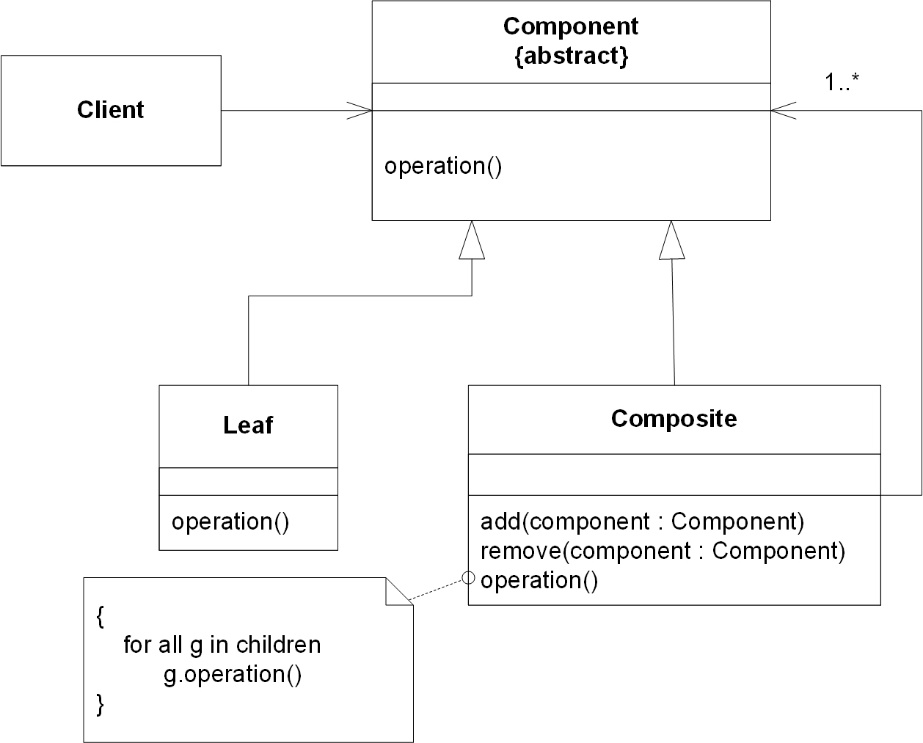 Component
{abstract}
1..*
Client
operation()
Leaf
Composite
operation()
add(component : Component)
remove(component : Component)
operation()
{
for all g in children
g.operation()
}